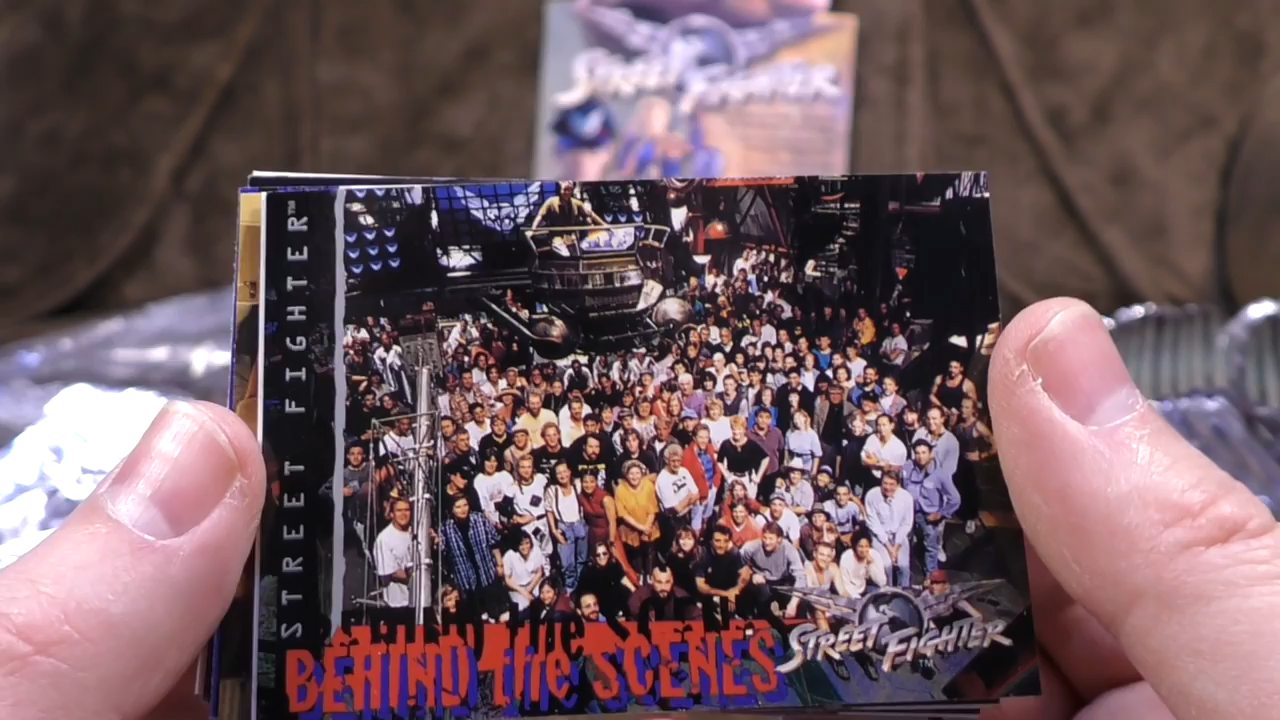 STREET FIGHTER
STREET FIGHTER™
BEHIND the SCENES
STREET FIGHTER™